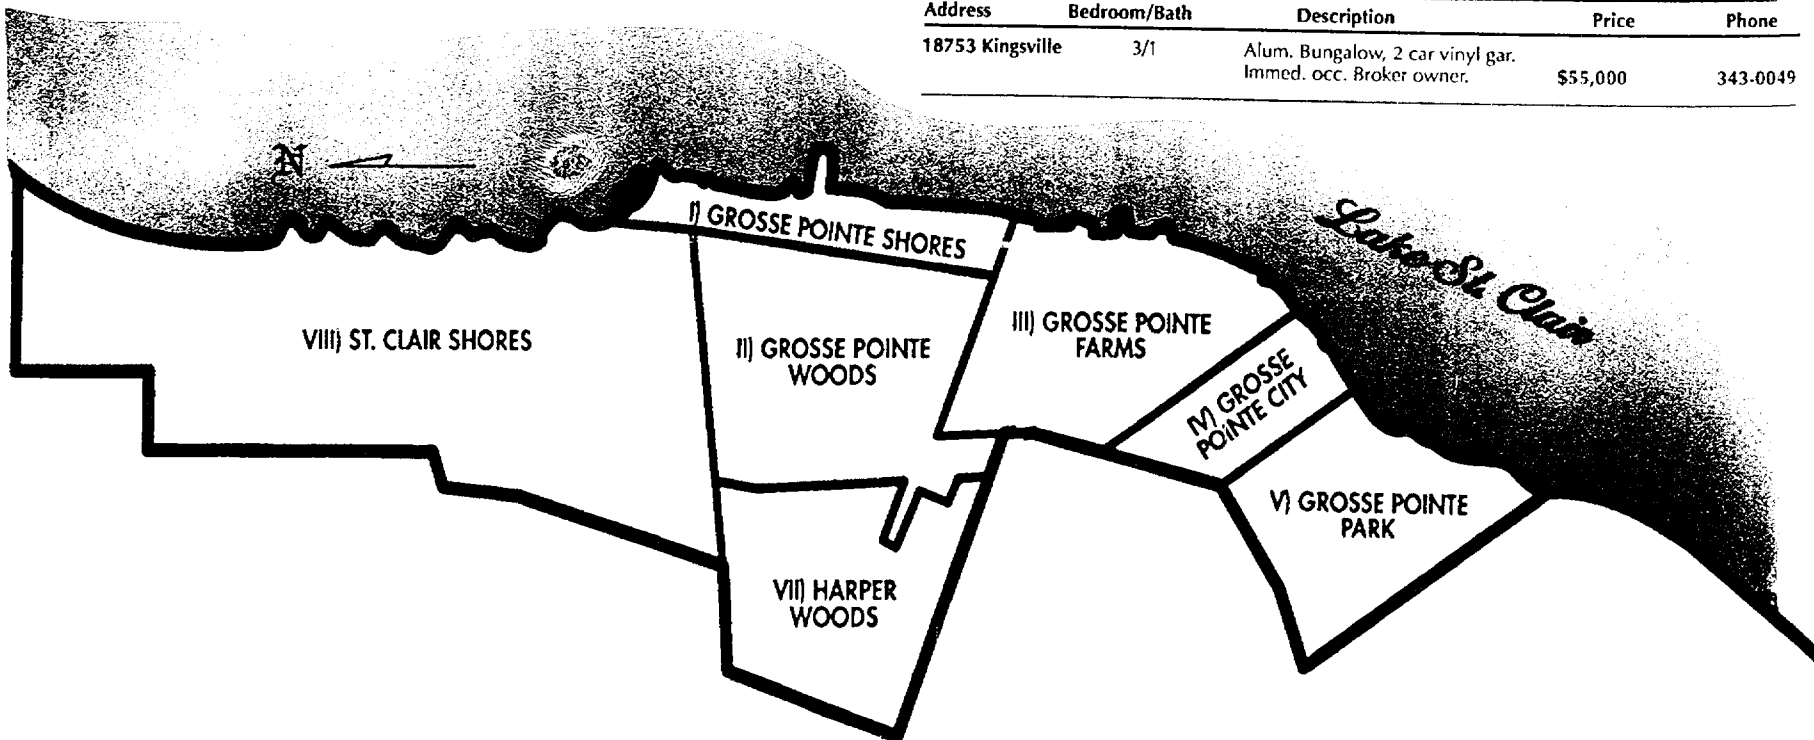 Address Bedroom/Bath Description Price Phone
18753 Kingsville 3/1 Alum. Bungalow, 2 car vinyl gar.
Immed. occ. Broker owner. $55,000 343-0049
N
Lake St. Clair
I) GROSSE POINTE SHORES
VIII) ST. CLAIR SHORES
II) GROSSE POINTE
WOODS
III) GROSSE POINTE
FARMS
IV) GROSSE
POINTE CITY
V) GROSSE POINTE
PARK
VII) HARPER
WOODS